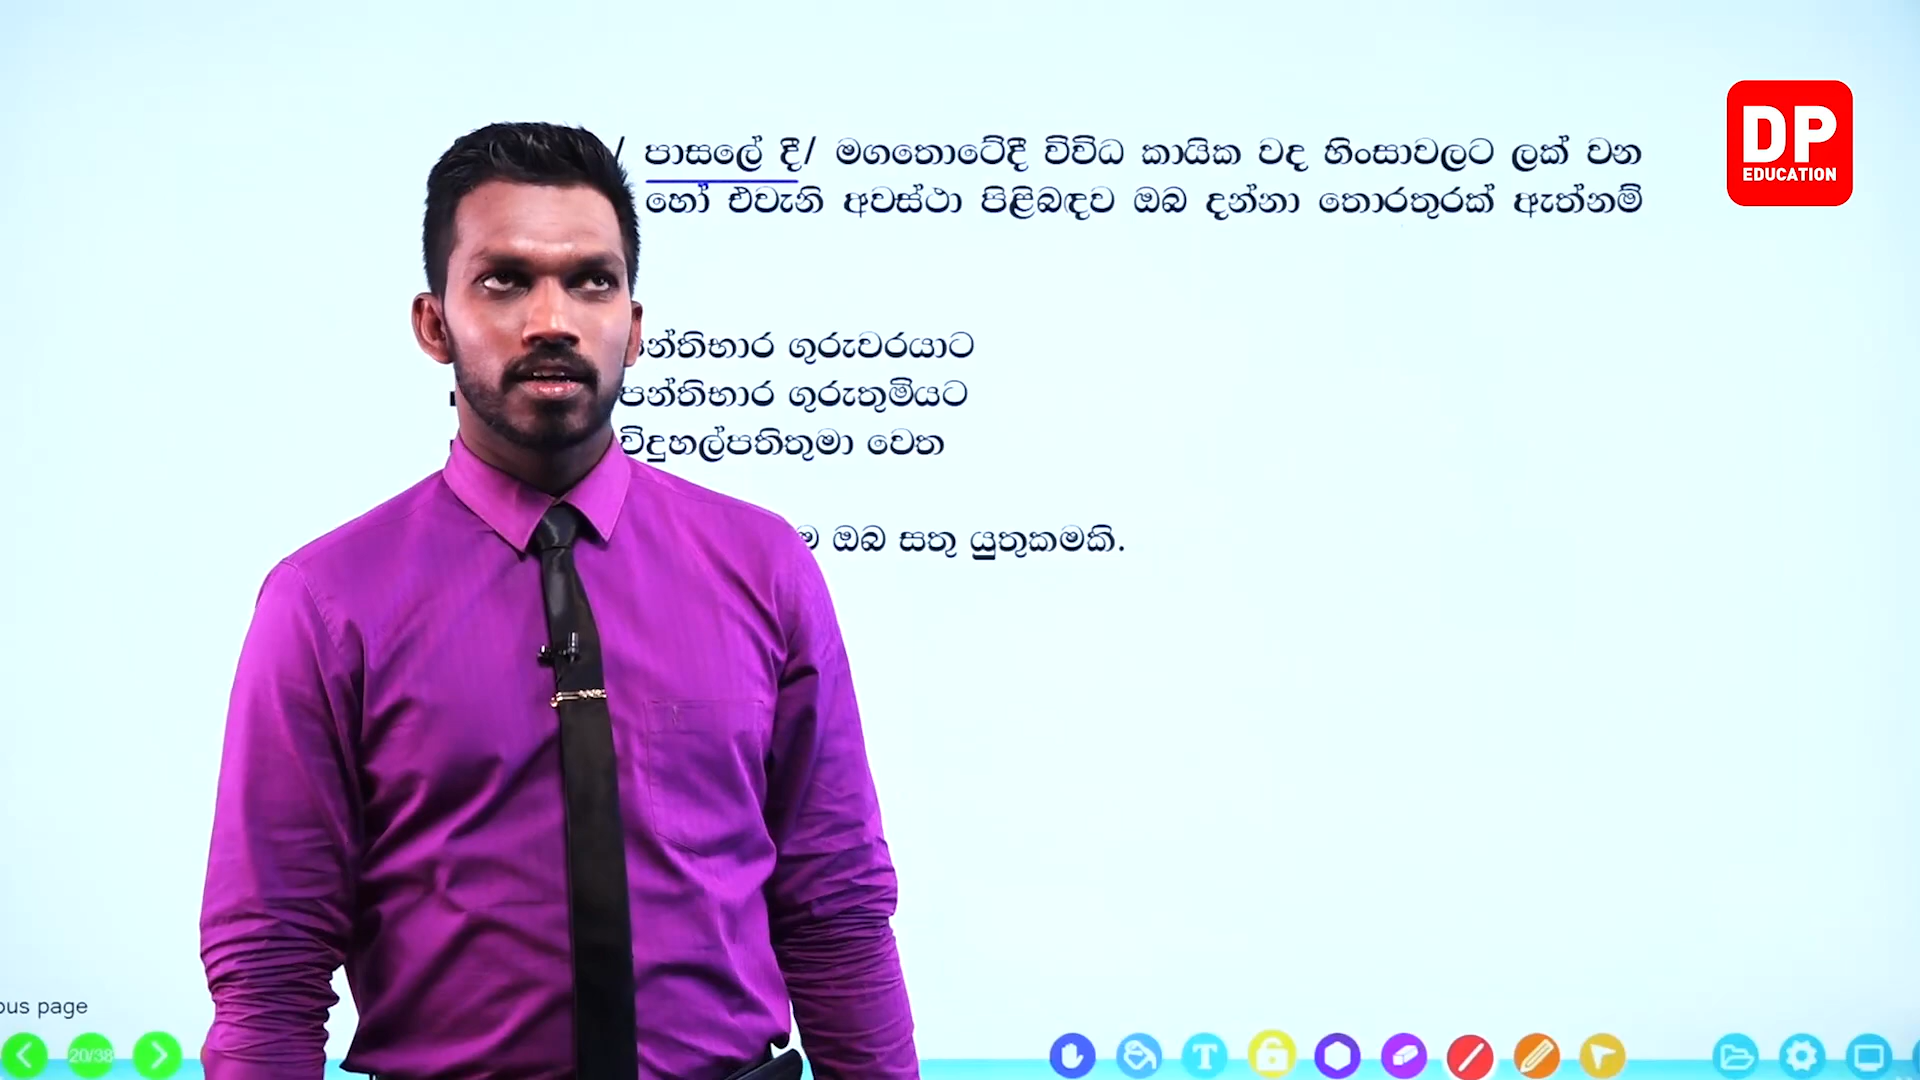 / පාසලේ දී/ මගතොටේදී විවිධ කායික වද හිංසාවලට ලක් වන
හෝ එවැනි අවස්ථා පිළිබඳව ඔබ දන්නා තොරතුරක් ඇත්නම්
DP
EDUCATION
ගුරුවරයාට
පන්තිභාර ගුරුතුමියට
විදුහල්පතිතුමා වෙත
ඔබ සතු යුතුකමකි.
page
20/38
T